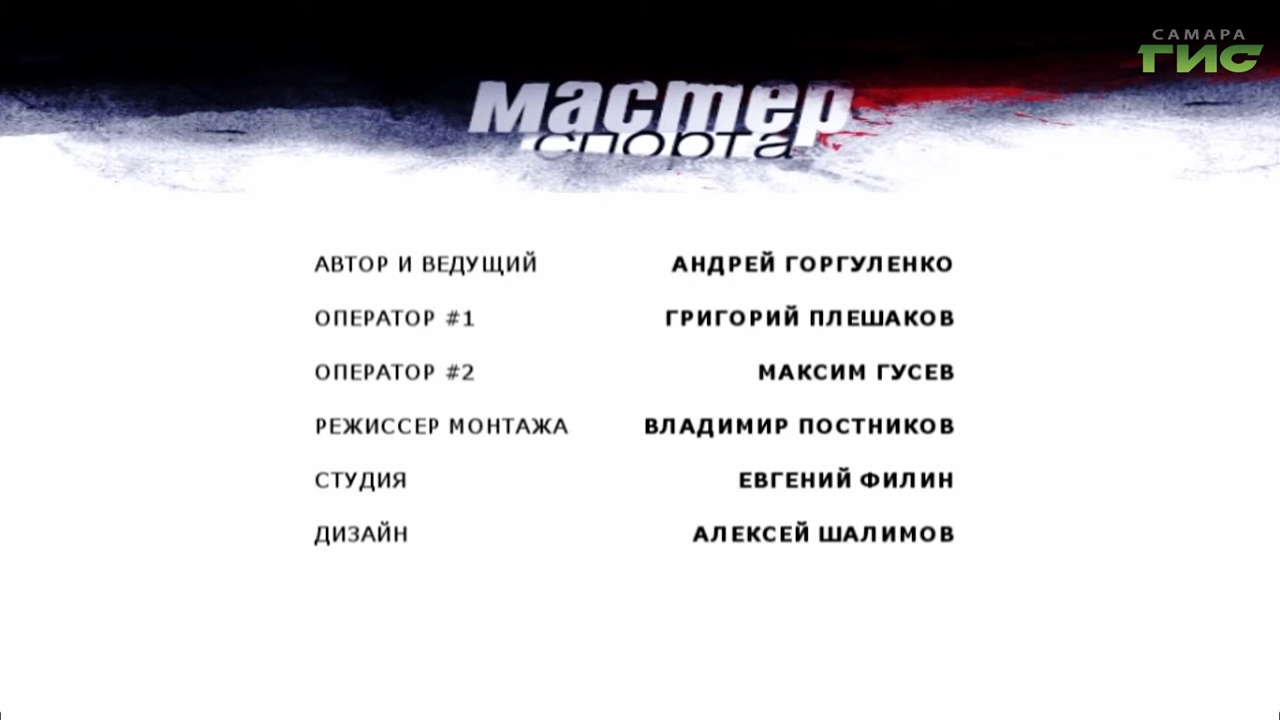 САМАРА
ГИС
мастер
спорта
АВТОР И ВЕДУЩИЙ АНДРЕЙ ГОРГУЛЕНКО
ОПЕРАТОР #1 ГРИГОРИЙ ПЛЕШАКОВ
ОПЕРАТОР #2 МАКСИМ ГУСЕВ
РЕЖИССЕР МОНТАЖА ВЛАДИМИР ПОСТНИКОВ
СТУДИЯ ЕВГЕНИЙ ФИЛИН
ДИЗАЙН АЛЕКСЕЙ ШАЛИМОВ